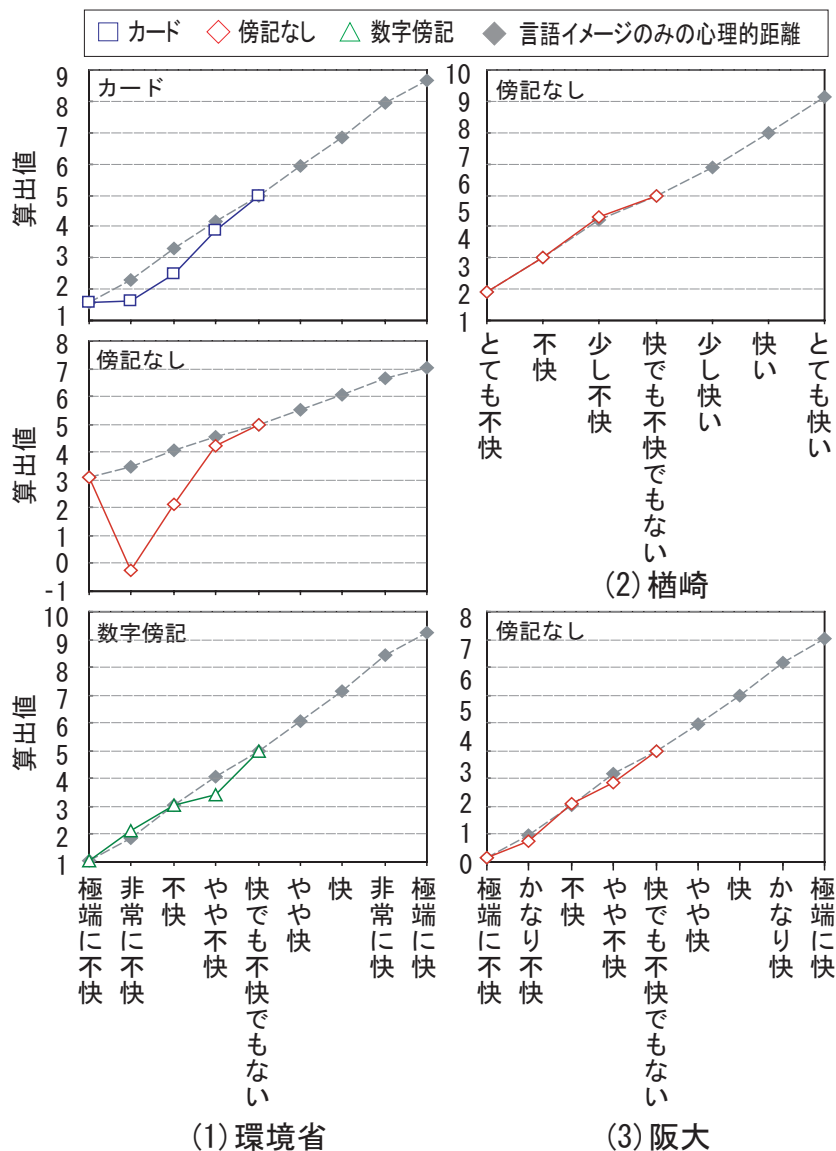 カード 傍記なし 数字傍記 言語イメージのみの心理的距離
カード
算出値
9
8
7
6
5
4
3
2
1
傍記なし
算出値
8
7
6
5
4
3
2
1
0
-1
数字傍記
算出値
10
9
8
7
6
5
4
3
2
1
極端に不快
非常に不快
不快
やや不快
快でも不快でもない
やや快
快
非常に快
極端に快
(1)環境省
傍記なし
10
9
8
7
6
5
4
3
2
1
とても不快
不快
少し不快
快でも不快でもない
少し快い
快い
とても快い
(2)楢崎
傍記なし
8
7
6
5
4
3
2
1
0
極端に不快
かなり不快
不快
やや不快
快でも不快でもない
やや快
快
かなり快
極端に快
(3)阪大